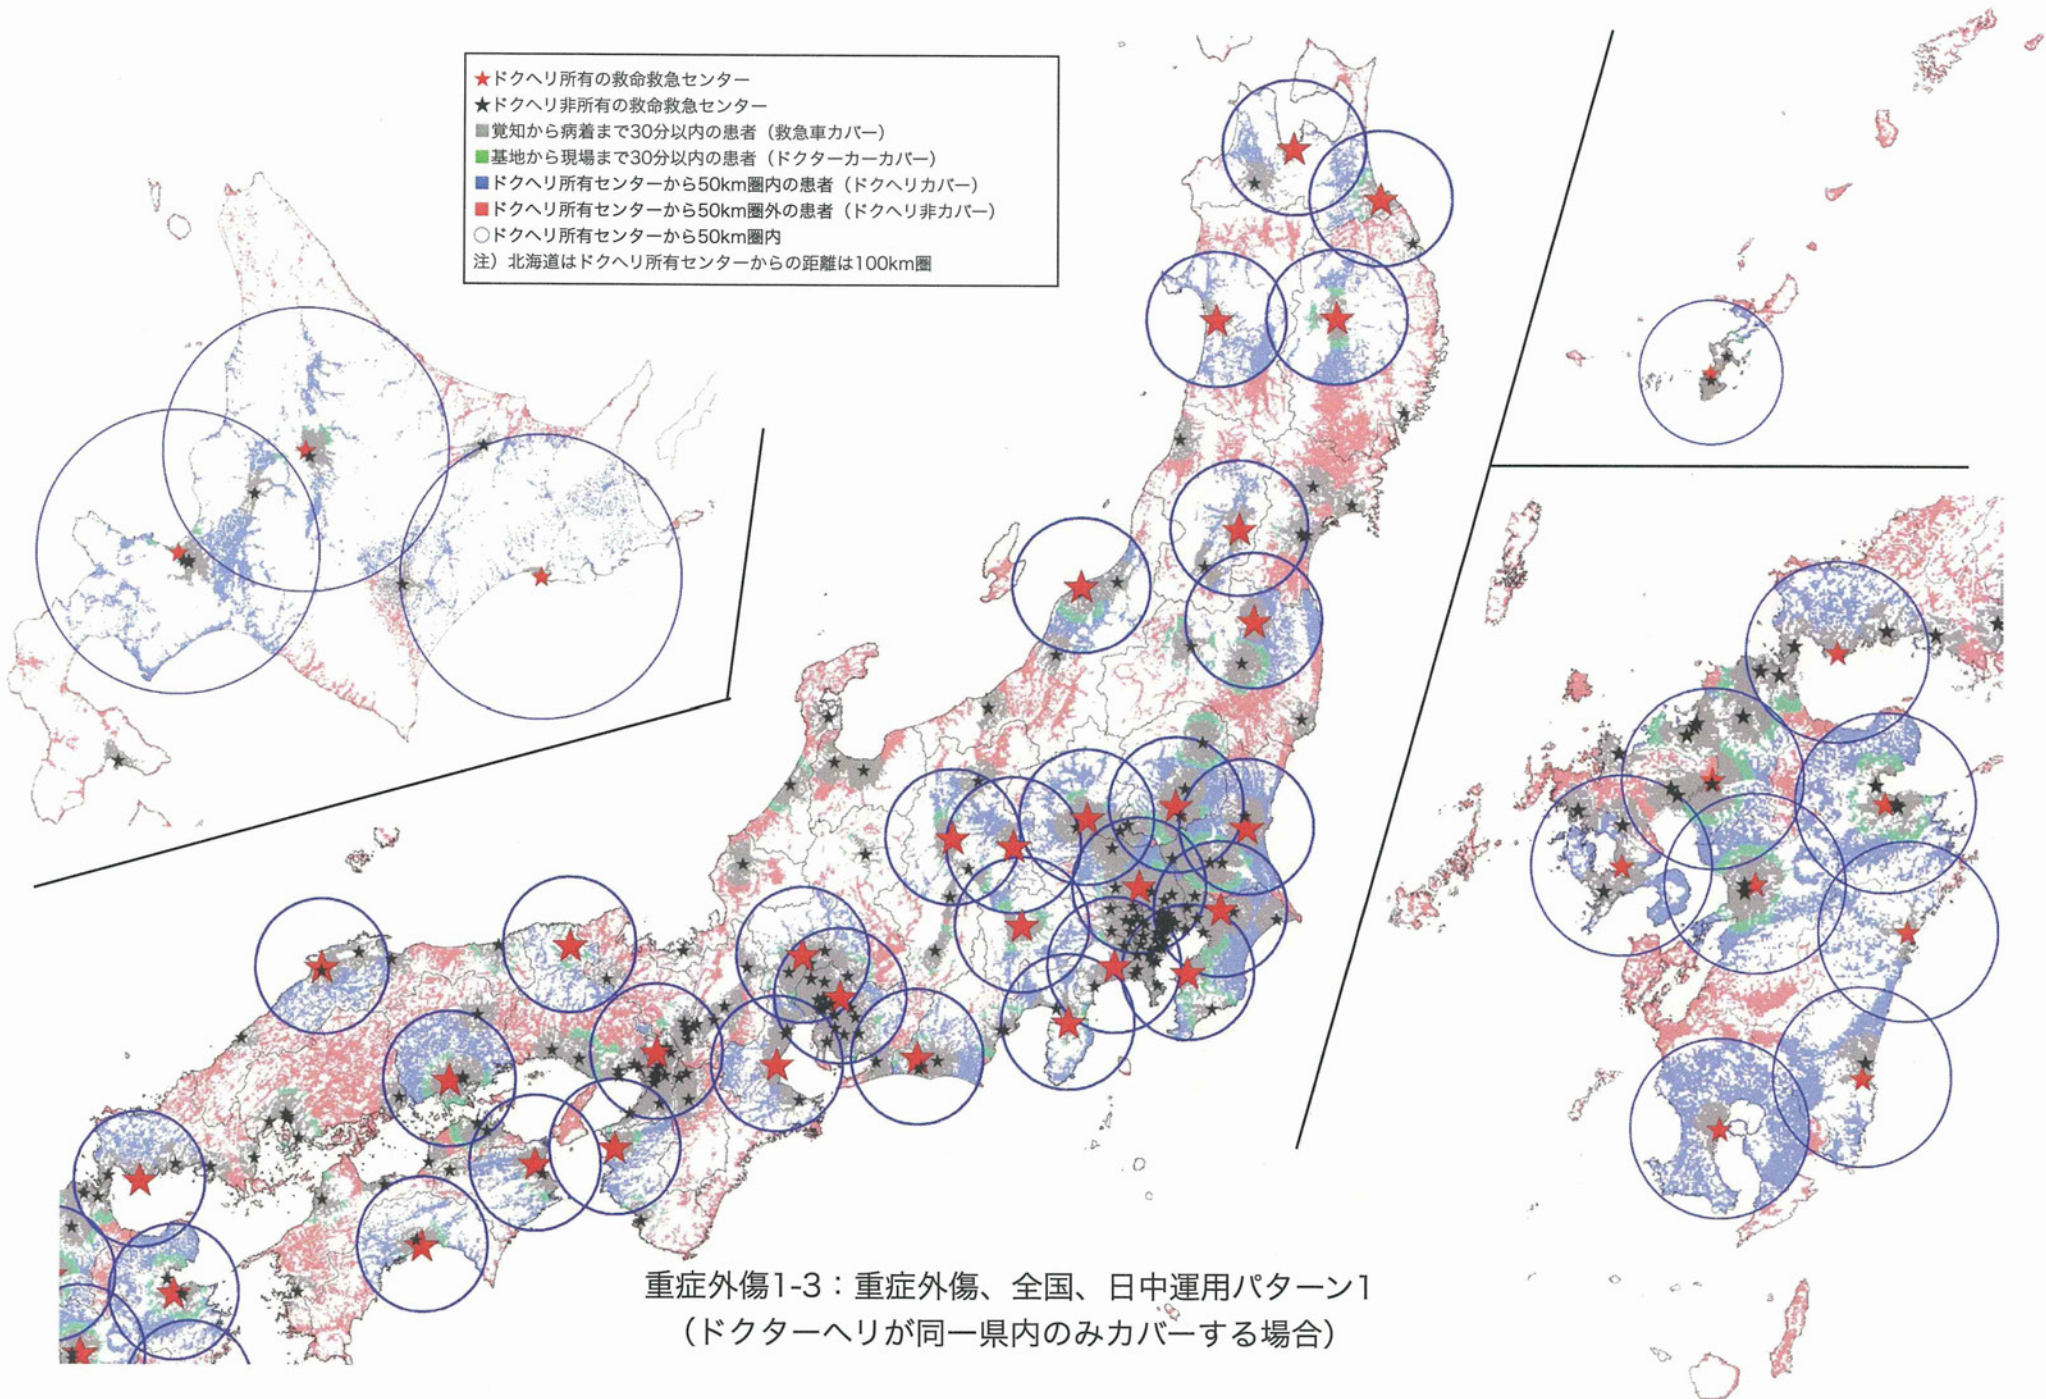 ★ドクヘリ所有の救命救急センター
★ドクヘリ非所有の救命救急センター
■覚知から病着まで30分以内の患者（救急車カバー）
■基地から現場まで30分以内の患者（ドクターカーカバー）
■ドクヘリ所有センターから50km圏内の患者（ドクヘリカバー）
■ドクヘリ所有センターから50km圏外の患者（ドクヘリ非カバー）
○ドクヘリ所有センターから50km圏内
注）北海道はドクヘリ所有センターからの距離は100km圏
重症外傷1-3：重症外傷、全国、日中運用パターン1
（ドクターヘリが同一県内のみカバーする場合）